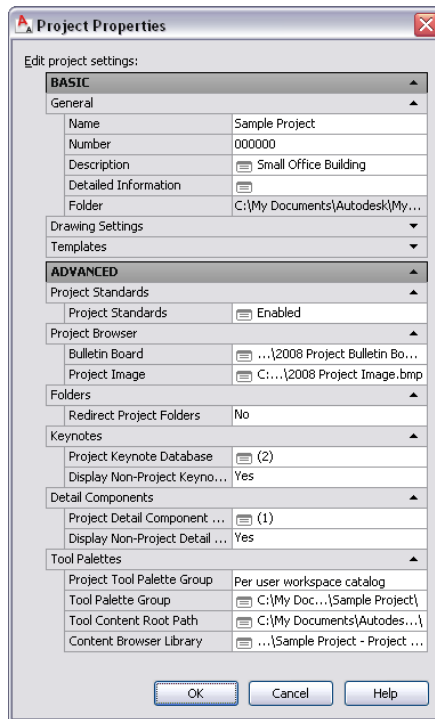 Project Properties
Edit project settings:
BASIC
General
Name Sample Project
Number 000000
Description Small Office Building
Detailed Information
Folder C:\My Documents\Autodesk\My...
Drawing Settings
Templates
ADVANCED
Project Standards
Project Standards Enabled
Project Browser
Bulletin Board ...\2008 Project Bulletin Bo...
Project Image C:...\2008 Project Image.bmp
Folders
Redirect Project Folders No
Keynotes
Project Keynote Database (2)
Display Non-Project Keyno... Yes
Detail Components
Project Detail Component ... (1)
Display Non-Project Detail ... Yes
Tool Palettes
Project Tool Palette Group Per user workspace catalog
Tool Palette Group C:\My Doc...\Sample Project\
Tool Content Root Path C:\My Documents\Autodes...\
Content Browser Library ...\Sample Project - Project ...
OK Cancel Help